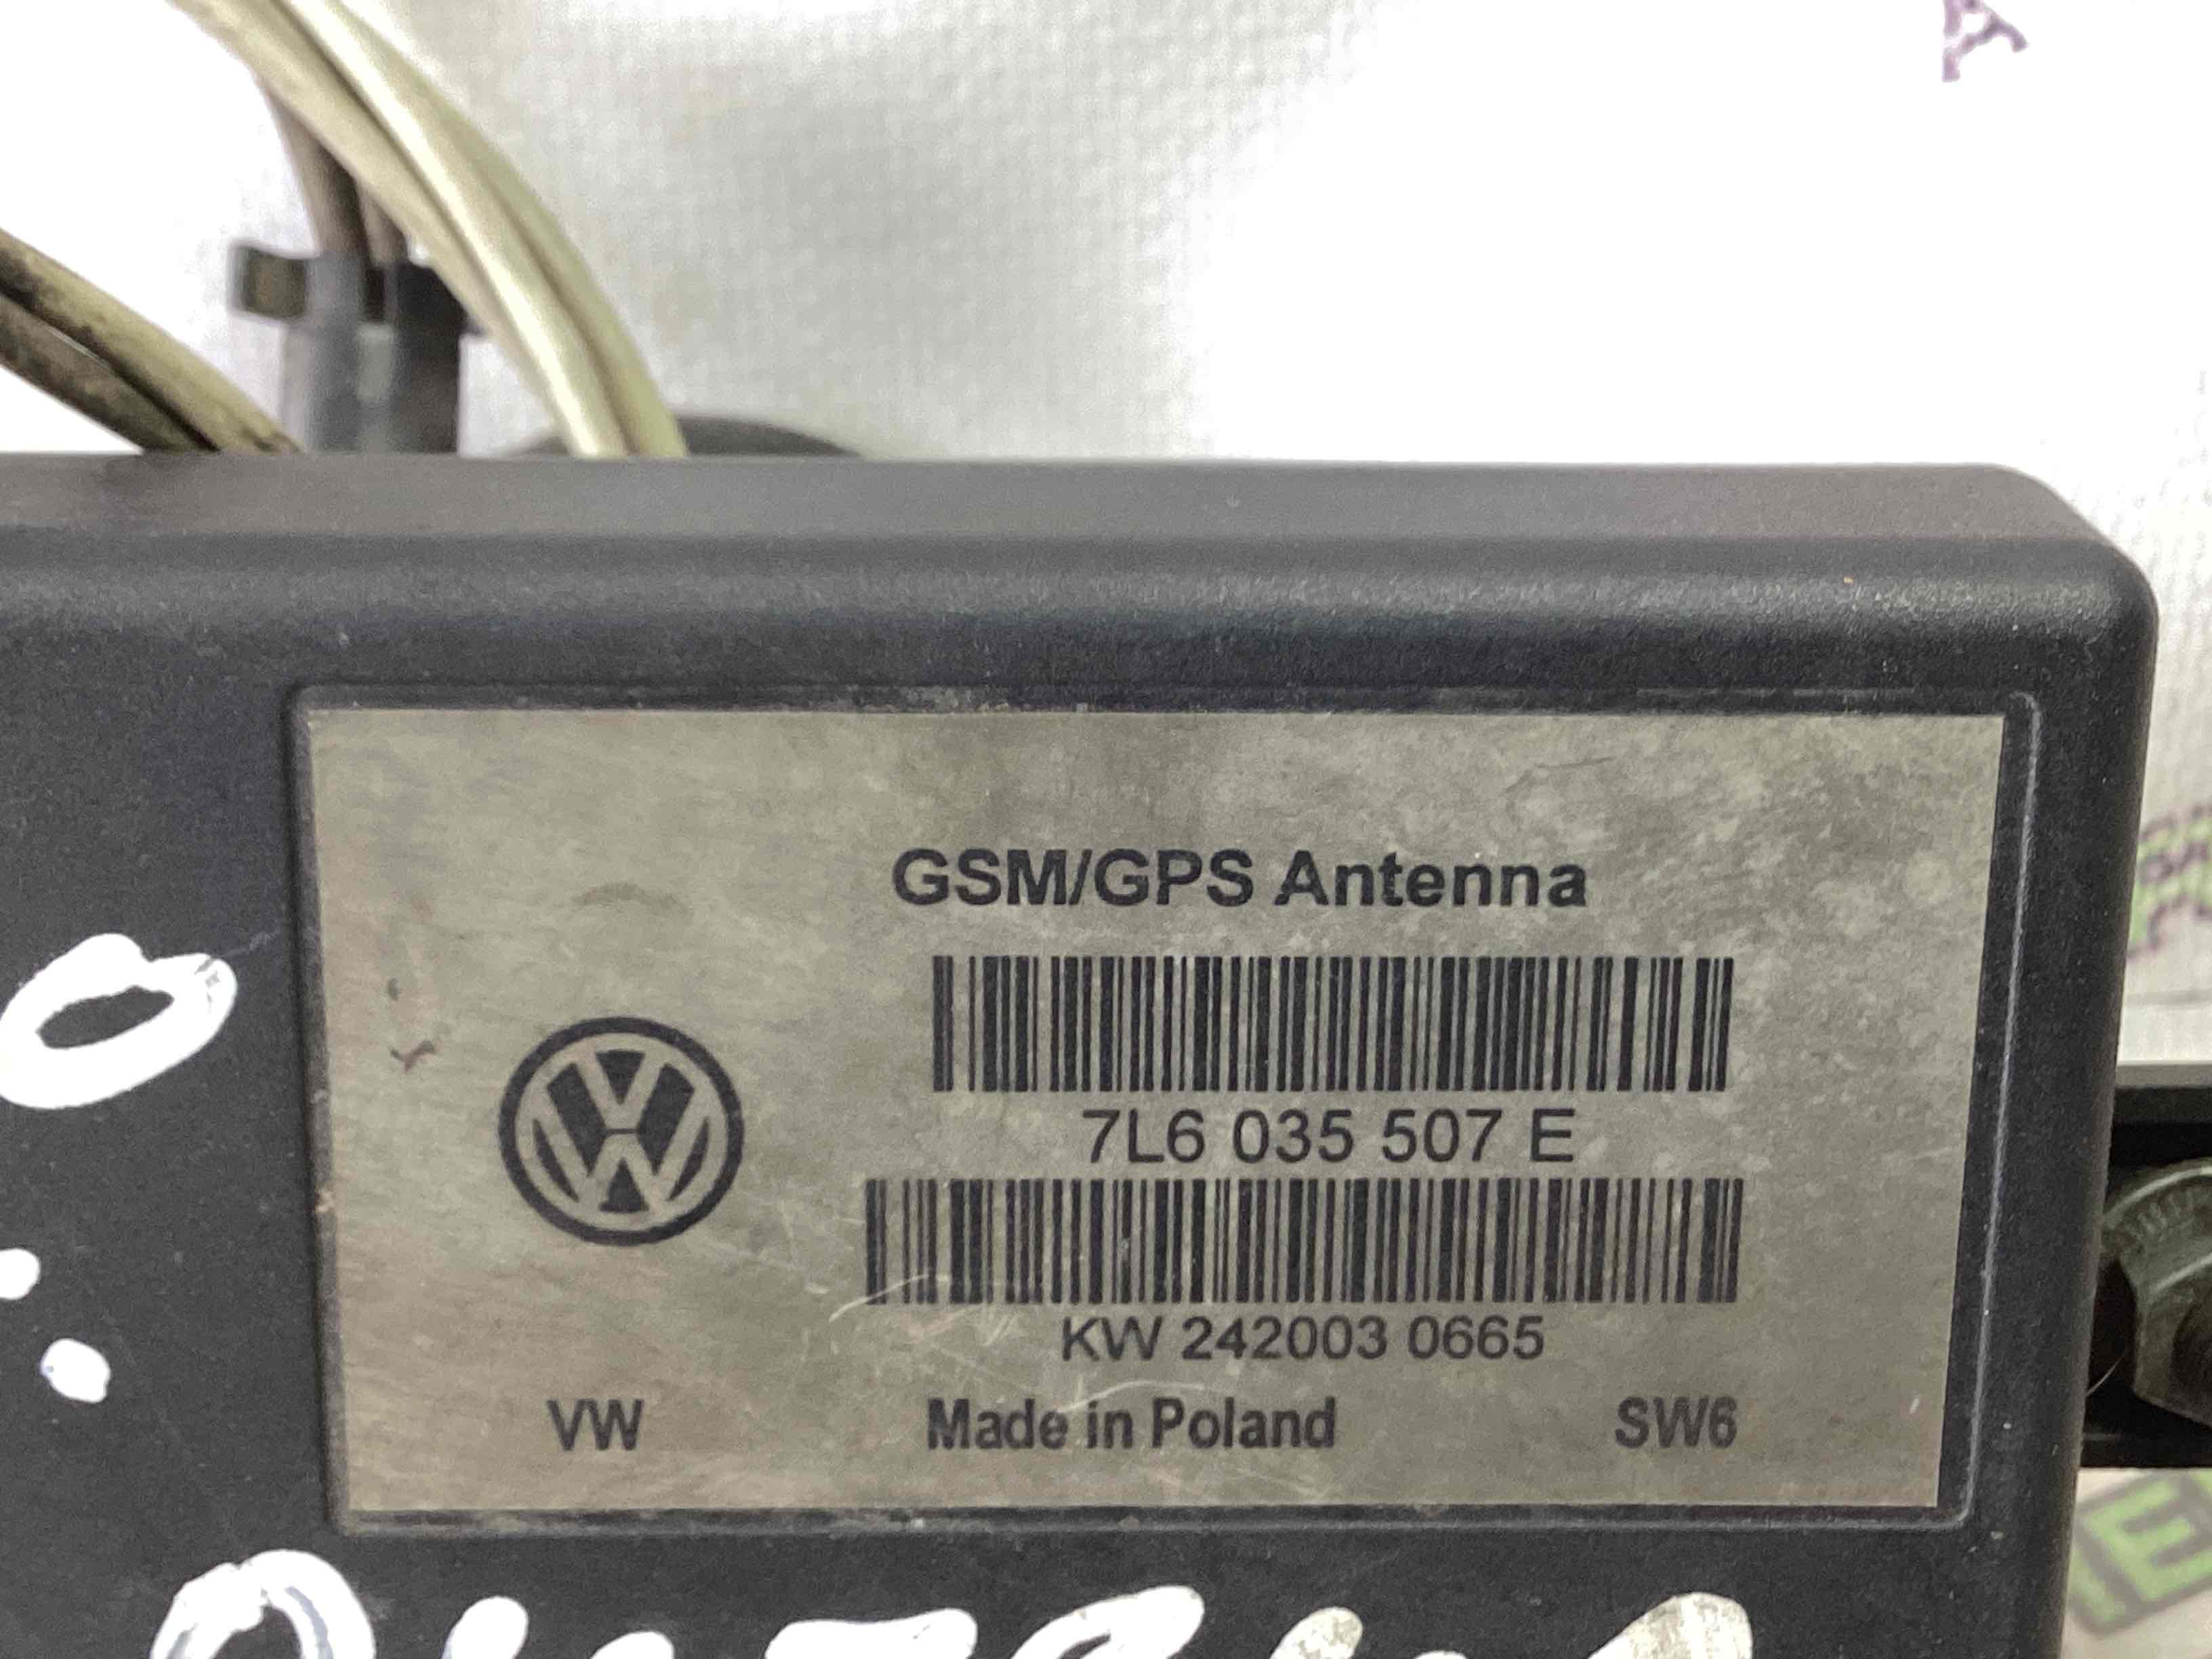 GSM/GPS Antenna
7L6 035 507 E
KW 242003 0665
VW Made in Poland SW6